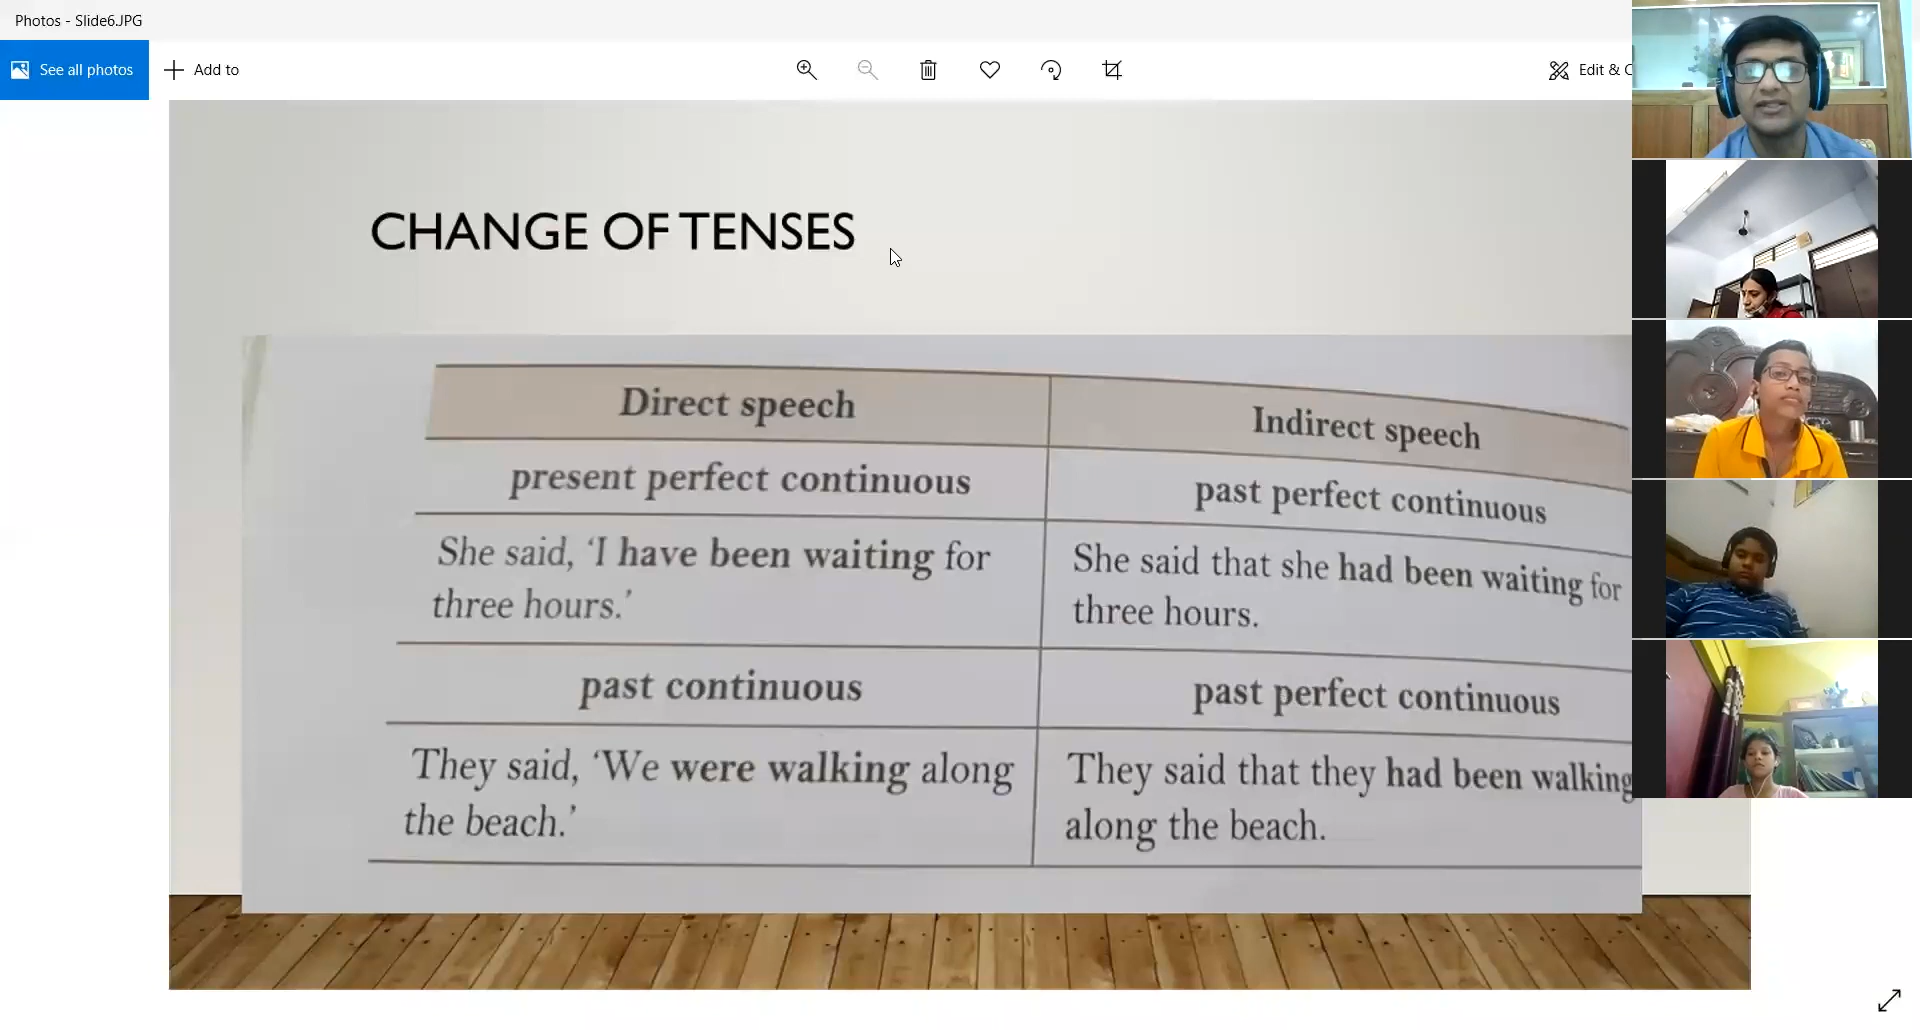 Photos - Slide6.JPG
See all photos
Add to
Edit & C
CHANGE OF TENSES
Direct speech
Indirect speech
present perfect continuous
past perfect continuous
She said, ‘I have been waiting for
three hours.’
She said that she had been waiting for
three hours.
past continuous
past perfect continuous
They said, ‘We were walking along
the beach.’
They said that they had been walking
along the beach.